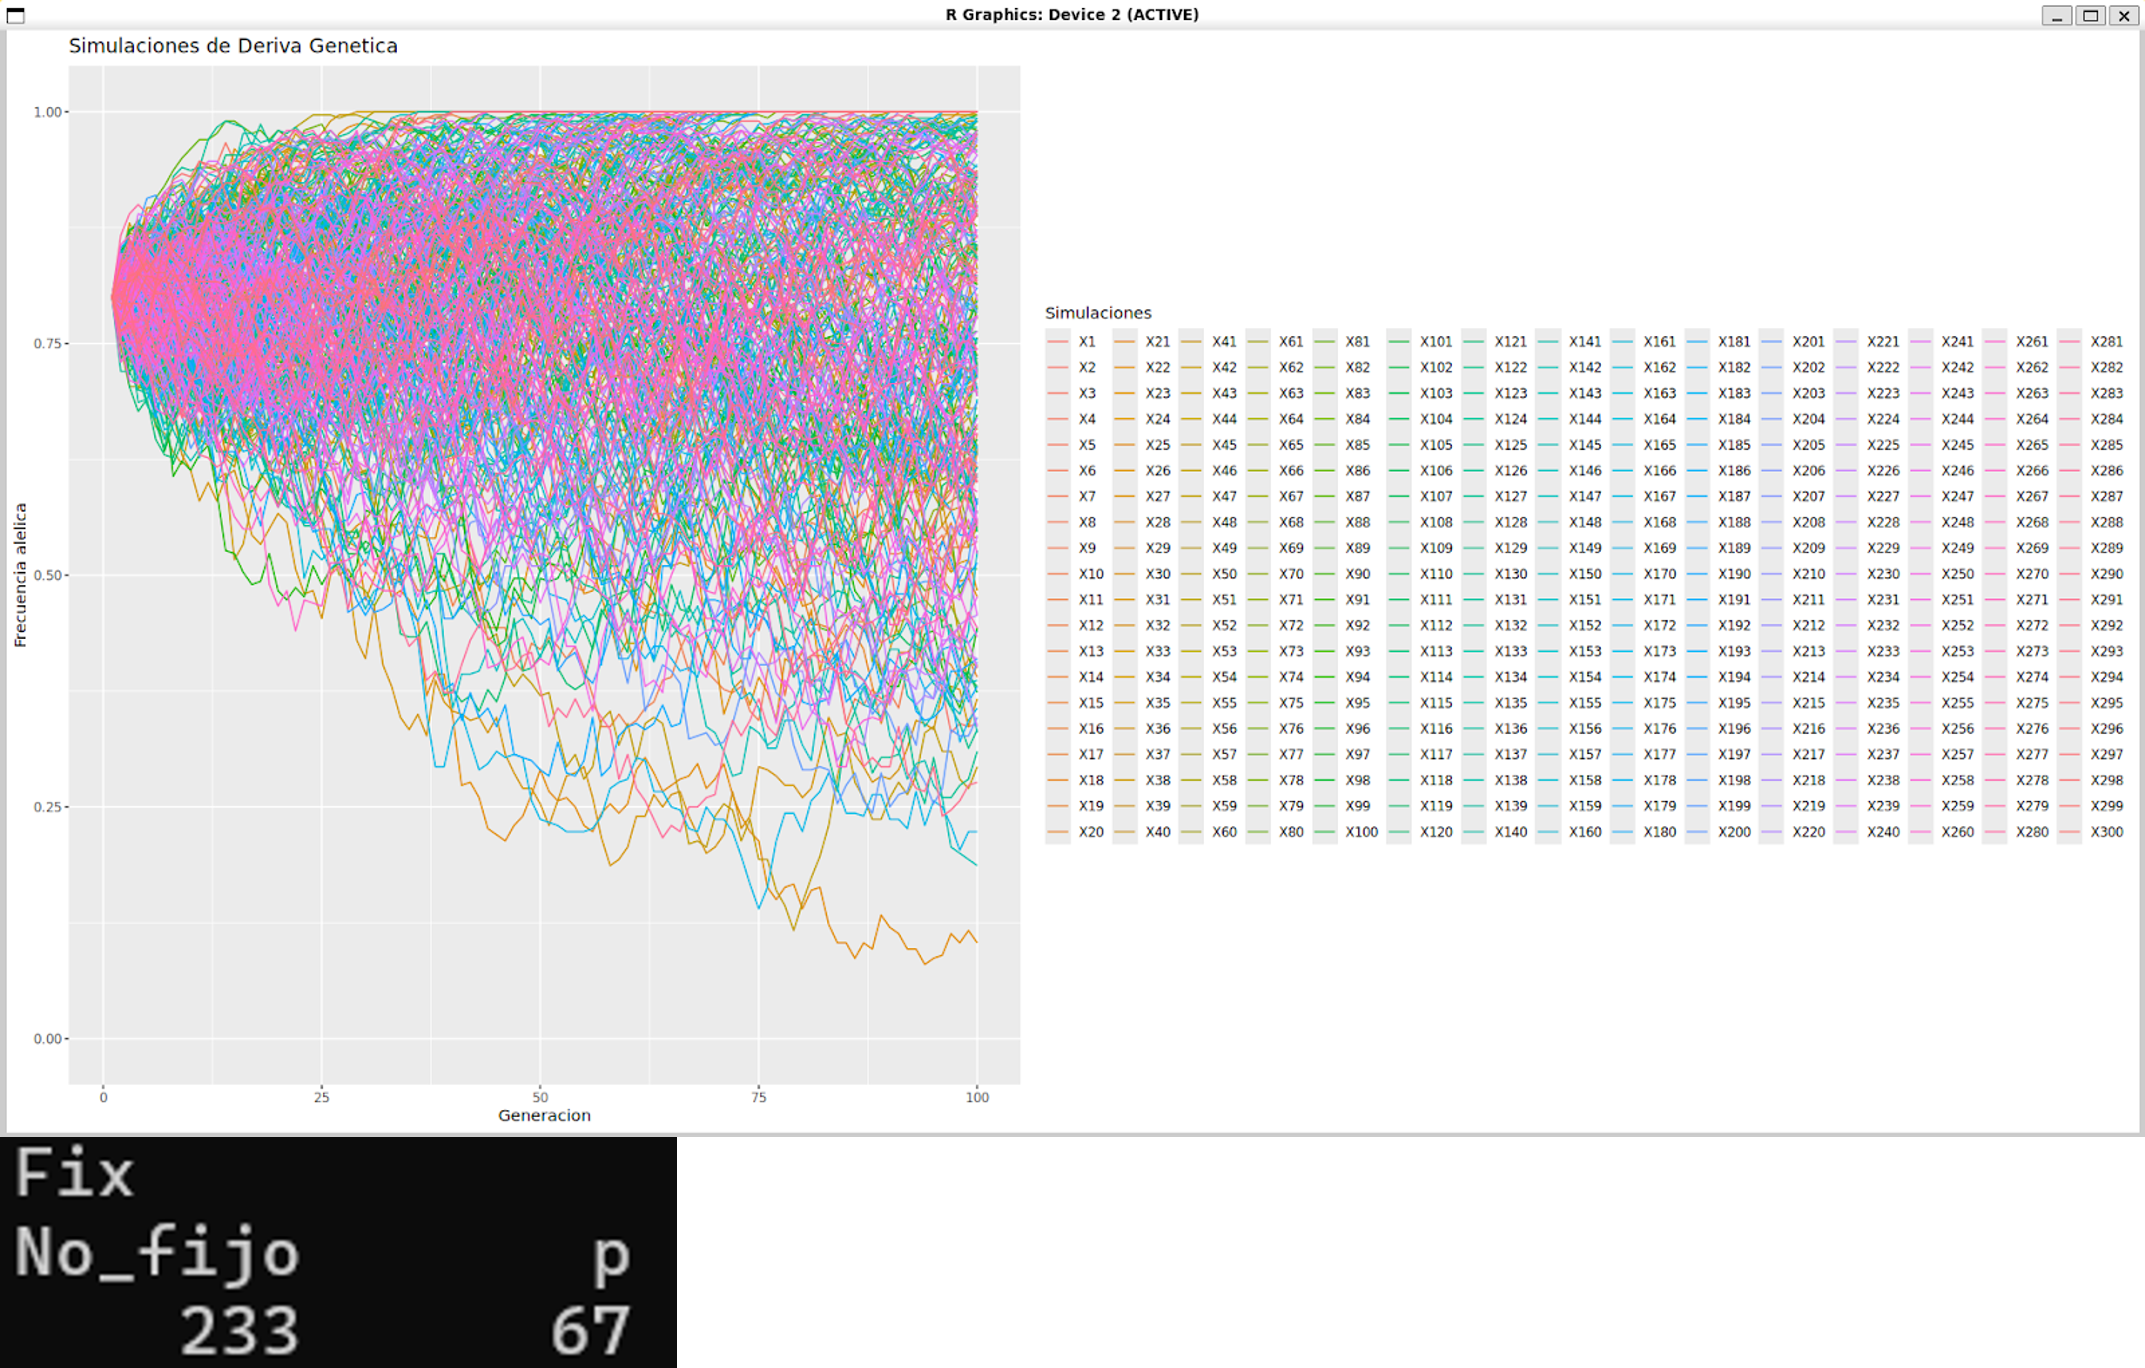 R Graphics: Device 2 (ACTIVE)
Simulaciones de Deriva Genetica
1.00
0.75
0.50
0.25
0.00
Frecuencia alelica
0 25 50 75 100
Generacion
Simulaciones
X1 X21 X41 X61 X81 X101 X121 X141 X161 X181 X201 X221 X241 X261 X281
X2 X22 X42 X62 X82 X102 X122 X142 X162 X182 X202 X222 X242 X262 X282
X3 X23 X43 X63 X83 X103 X123 X143 X163 X183 X203 X223 X243 X263 X283
X4 X24 X44 X64 X84 X104 X124 X144 X164 X184 X204 X224 X244 X264 X284
X5 X25 X45 X65 X85 X105 X125 X145 X165 X185 X205 X225 X245 X265 X285
X6 X26 X46 X66 X86 X106 X126 X146 X166 X186 X206 X226 X246 X266 X286
X7 X27 X47 X67 X87 X107 X127 X147 X167 X187 X207 X227 X247 X267 X287
X8 X28 X48 X68 X88 X108 X128 X148 X168 X188 X208 X228 X248 X268 X288
X9 X29 X49 X69 X89 X109 X129 X149 X169 X189 X209 X229 X249 X269 X289
X10 X30 X50 X70 X90 X110 X130 X150 X170 X190 X210 X230 X250 X270 X290
X11 X31 X51 X71 X91 X111 X131 X151 X171 X191 X211 X231 X251 X271 X291
X12 X32 X52 X72 X92 X112 X132 X152 X172 X192 X212 X232 X252 X272 X292
X13 X33 X53 X73 X93 X113 X133 X153 X173 X193 X213 X233 X253 X273 X293
X14 X34 X54 X74 X94 X114 X134 X154 X174 X194 X214 X234 X254 X274 X294
X15 X35 X55 X75 X95 X115 X135 X155 X175 X195 X215 X235 X255 X275 X295
X16 X36 X56 X76 X96 X116 X136 X156 X176 X196 X216 X236 X256 X276 X296
X17 X37 X57 X77 X97 X117 X137 X157 X177 X197 X217 X237 X257 X277 X297
X18 X38 X58 X78 X98 X118 X138 X158 X178 X198 X218 X238 X258 X278 X298
X19 X39 X59 X79 X99 X119 X139 X159 X179 X199 X219 X239 X259 X279 X299
X20 X40 X60 X80 X100 X120 X140 X160 X180 X200 X220 X240 X260 X280 X300
Fix
No_fijo p
233 67